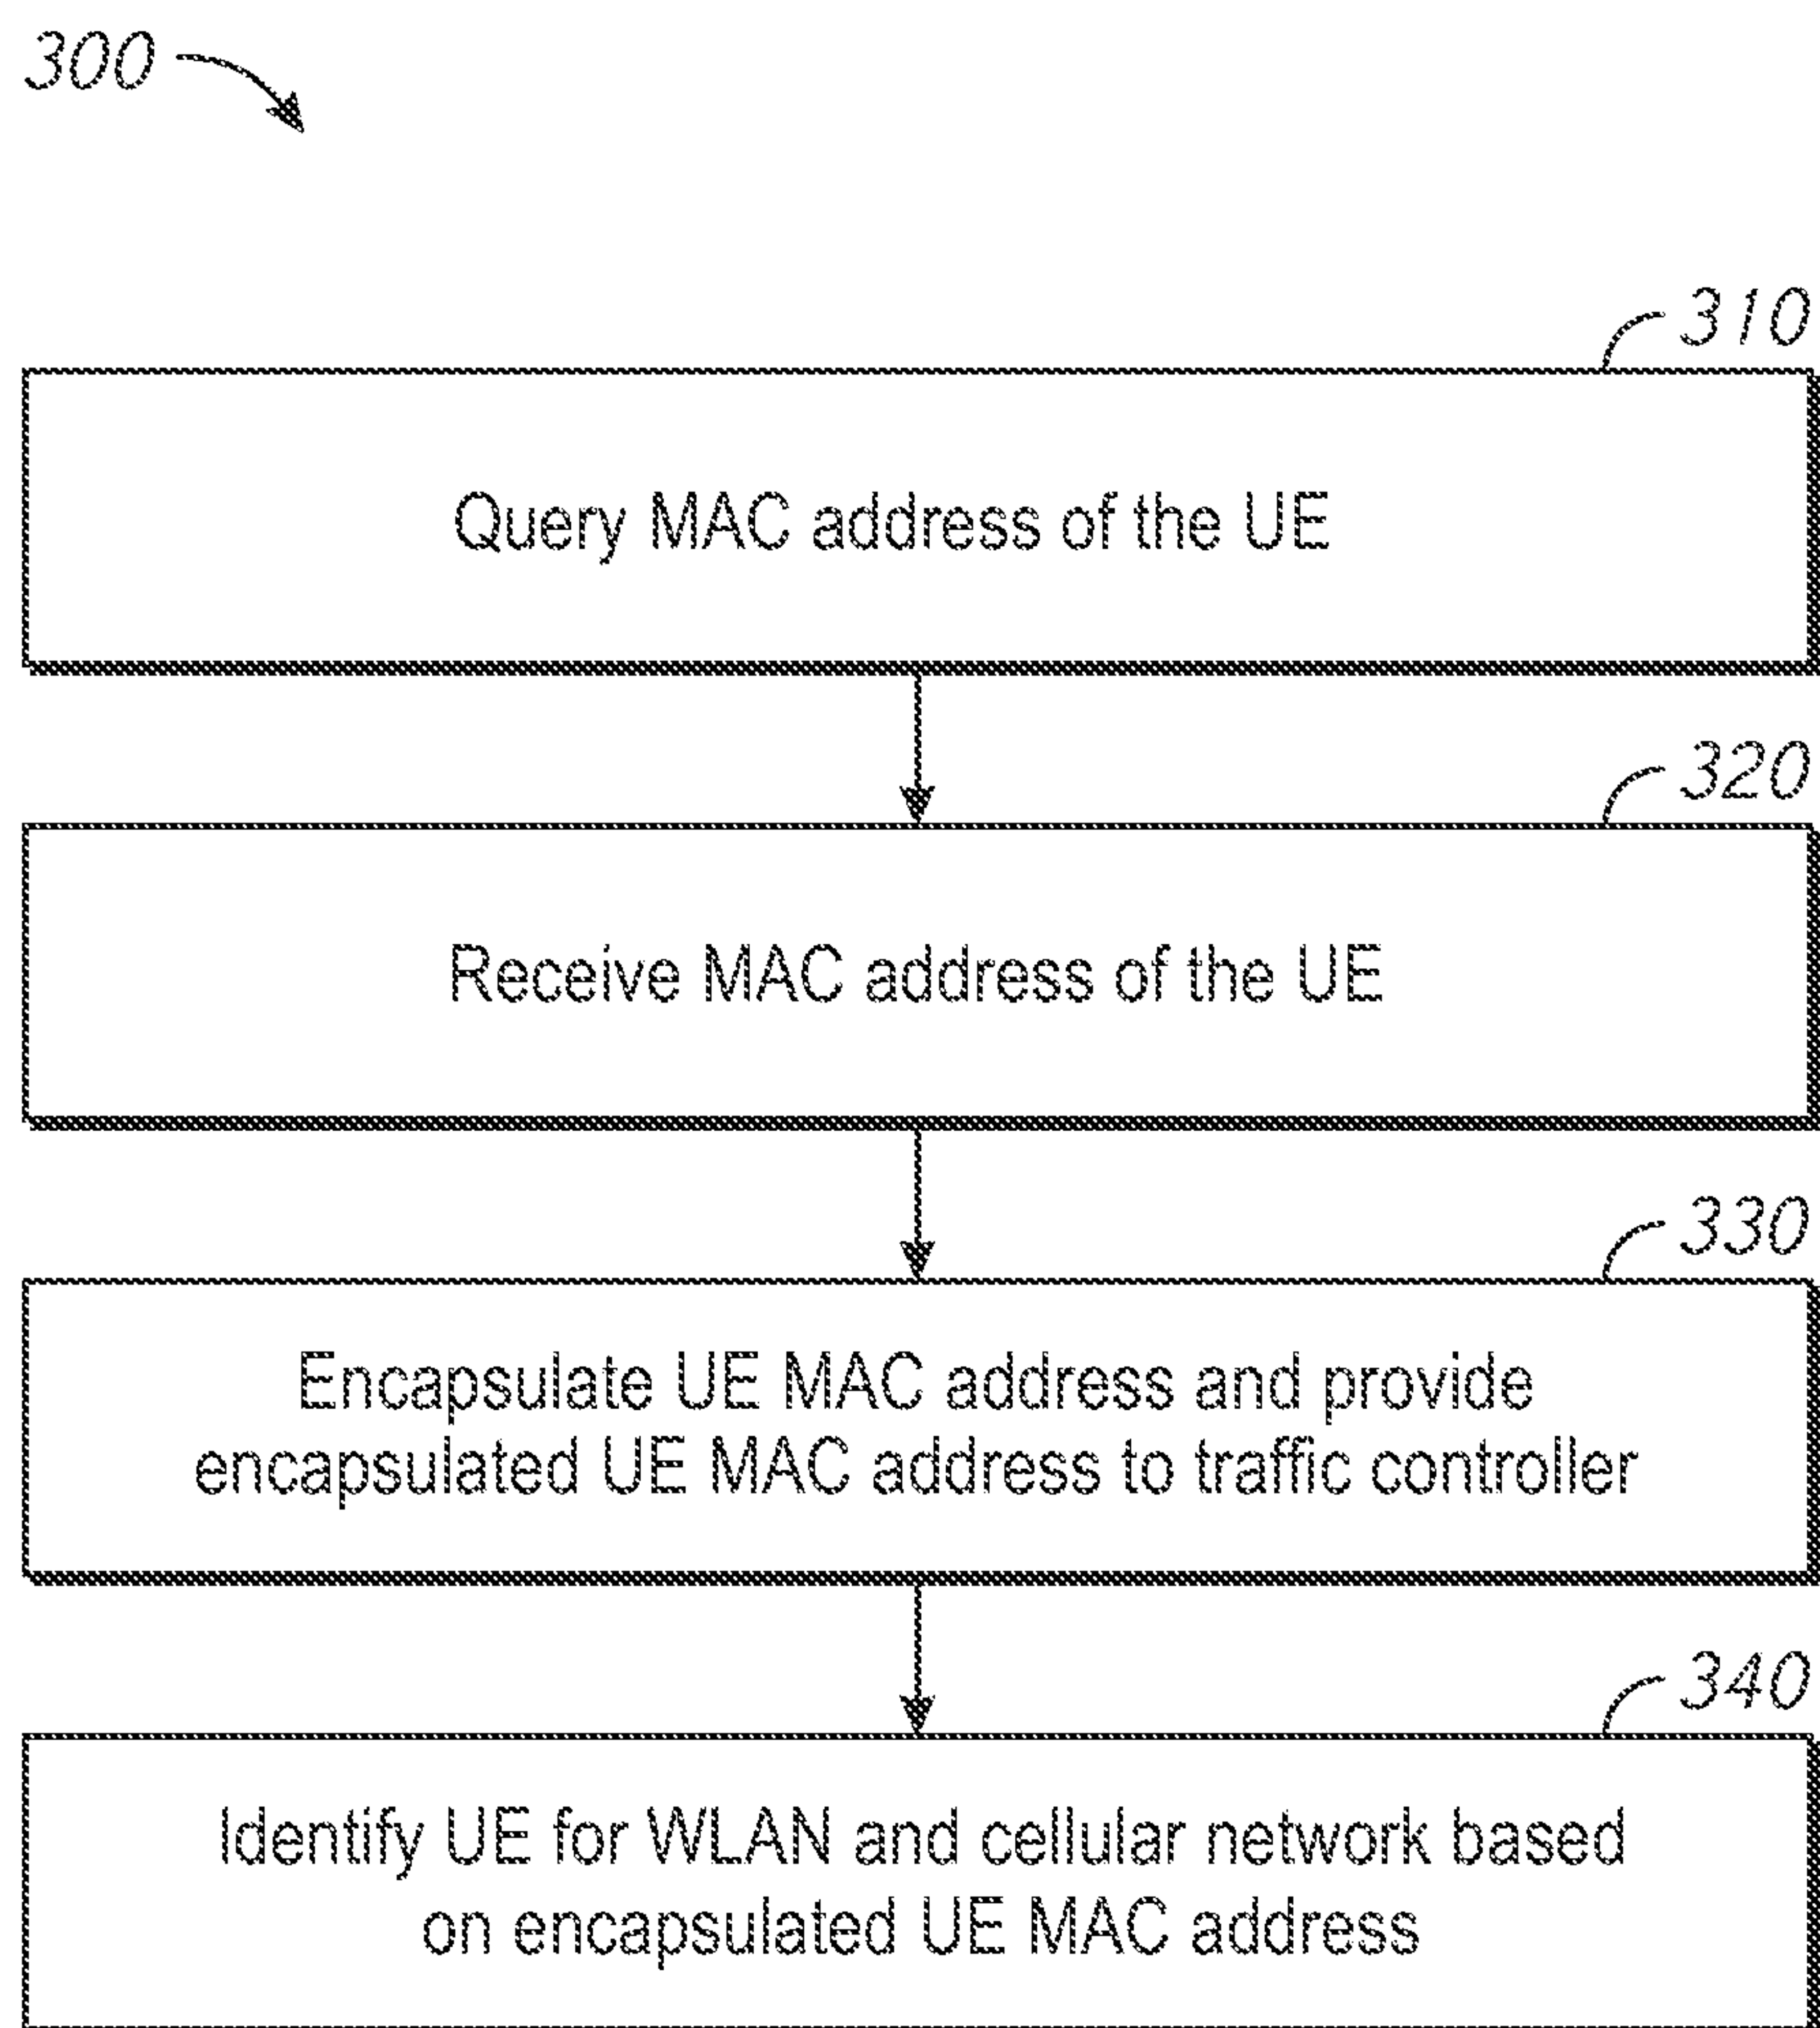 300
310
Query MAC address of the UE
320
Receive MAC address of the UE
330
Encapsulate UE MAC address and provide
encapsulated UE MAC address to traffic controller
340
Identify UE for WLAN and cellular network based
on encapsulated UE MAC address